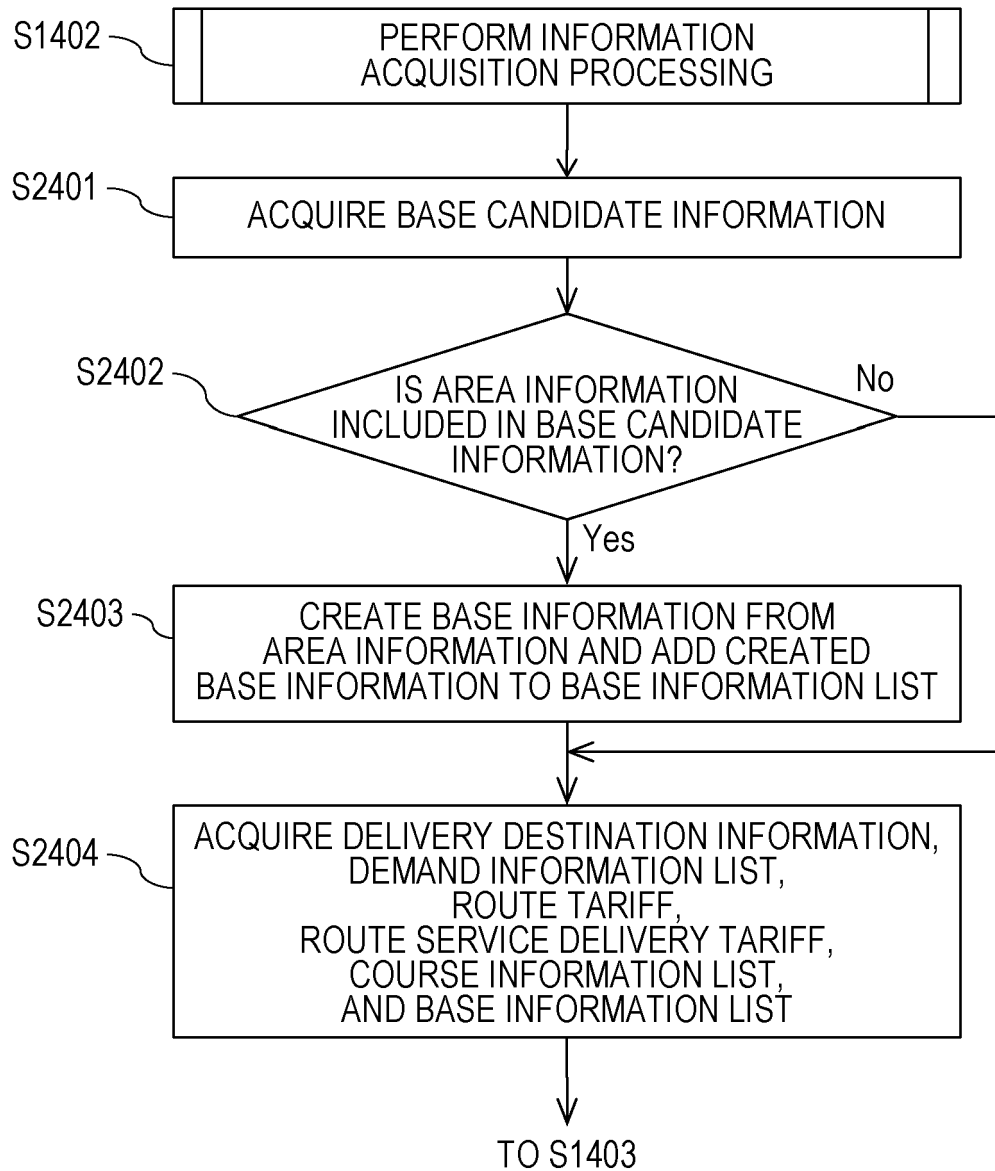 S1402
PERFORM INFORMATION
ACQUISITION PROCESSING
S2401
ACQUIRE BASE CANDIDATE INFORMATION
S2402
IS AREA INFORMATION
INCLUDED IN BASE CANDIDATE
INFORMATION?
No
Yes
S2403
CREATE BASE INFORMATION FROM
AREA INFORMATION AND ADD CREATED
BASE INFORMATION TO BASE INFORMATION LIST
S2404
ACQUIRE DELIVERY DESTINATION INFORMATION,
DEMAND INFORMATION LIST,
ROUTE TARIFF,
ROUTE SERVICE DELIVERY TARIFF,
COURSE INFORMATION LIST,
AND BASE INFORMATION LIST
TO S1403